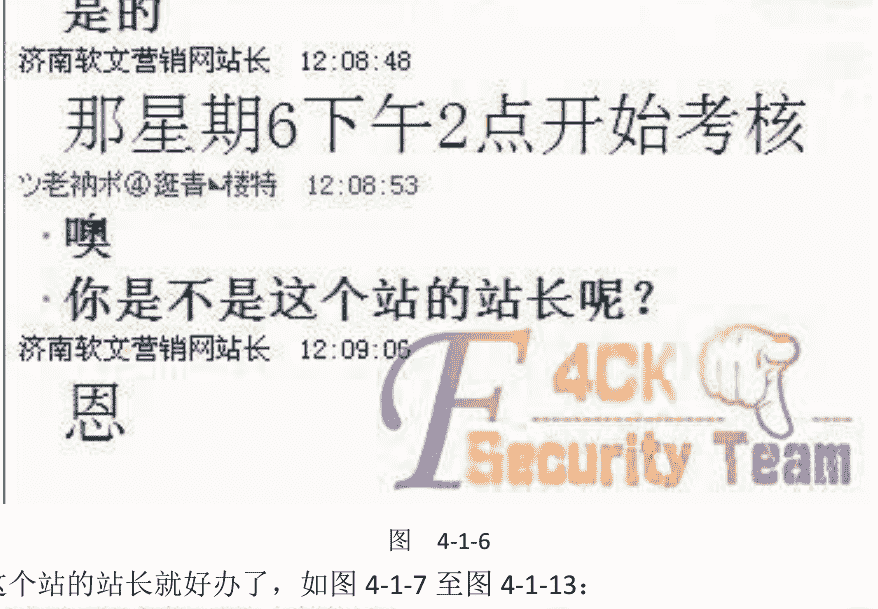 是的
济南软文营销网站长 12:08:48
那星期6下午2点开始考核
ツ老衲ボ④逛青☯楼特 12:08:53
噢
你是不是这个站的站长呢？
济南软文营销网站长 12:09:06
恩
F4CK
Security Team
图 4-1-6
这个站的站长就好办了，如图 4-1-7 至图 4-1-13：